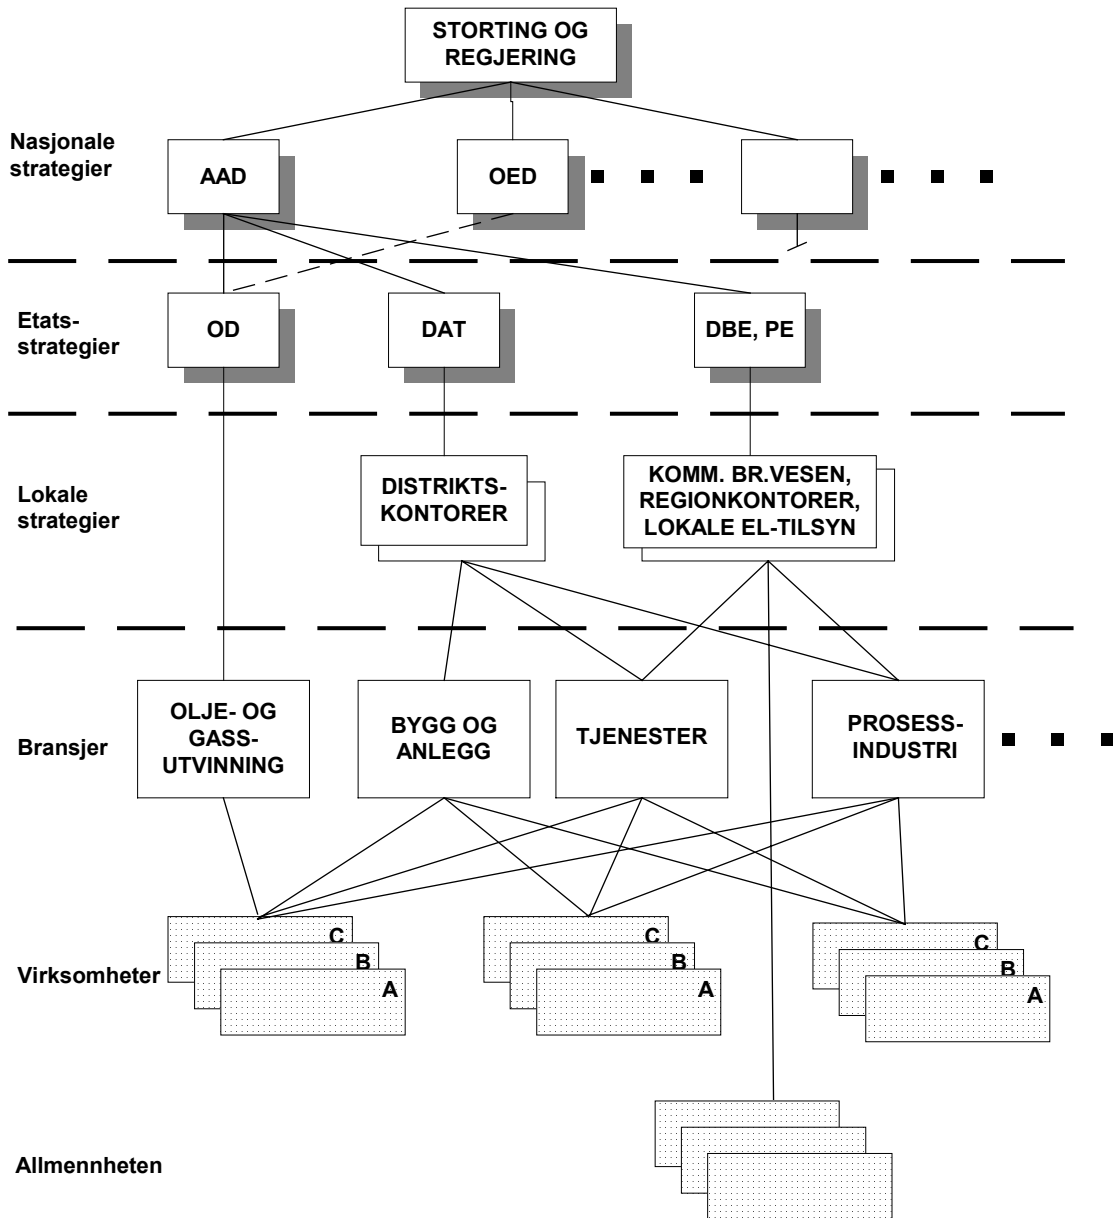 STORTING OG
REGJERING
Nasjonale
strategier
AAD
OED
Etats-
strategier
OD
DAT
DBE, PE
Lokale
strategier
DISTRIKTS-
KONTORER
KOMM. BR.VESEN,
REGIONKONTORER,
LOKALE EL-TILSYN
Bransjer
OLJE- OG
GASS-
UTVINNING
BYGG OG
ANLEGG
TJENESTER
PROSESS-
INDUSTRI
Virksomheter
C
B
A
C
B
A
C
B
A
Allmennheten